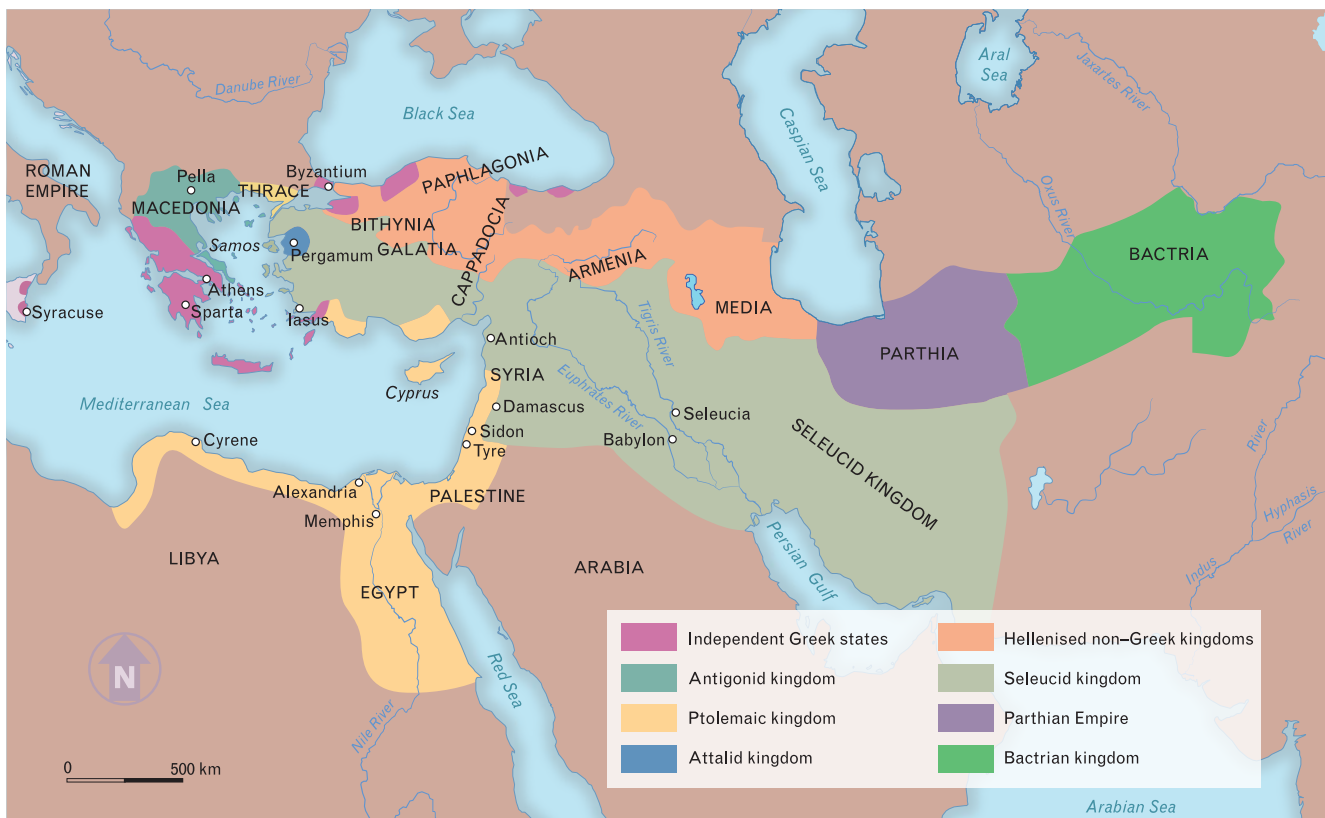 Danube River
Black Sea
Caspian Sea
Aral
Sea
Jaxartes River
Oxus River
ROMAN
EMPIRE
Pella
MACEDONIA
THRACE
Byzantium
PAPHLAGONIA
BITHYNIA
GALATIA
CAPPADOCIA
Samos
Pergamum
ARMENIA
MEDIA
PARTHIA
BACTRIA
Syracuse
Athens
Sparta
Iasus
Antioch
SYRIA
Cyprus
Damascus
Sidon
Tyre
Tigris River
Euphrates River
Seleucia
Babylon
SELEUCID KINGDOM
Mediterranean Sea
Cyrene
Alexandria
Memphis
PALESTINE
LIBYA
EGYPT
ARABIA
Persian Gulf
Red Sea
Nile River
River
Hyphasis
River
Indus
Arabian Sea
N
0 500 km
Independent Greek states
Antigonid kingdom
Ptolemaic kingdom
Attalid kingdom
Hellenised non–Greek kingdoms
Seleucid kingdom
Parthian Empire
Bactrian kingdom